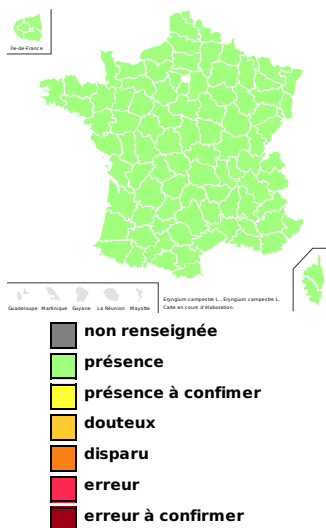 Île-de-France
Guadeloupe Martinique Guyane La Réunion Mayotte
Eryngium campestre L., Eryngium campestre L.
Carte en cours d'élaboration.
non renseignée
présence
présence à confimer
douteux
disparu
erreur
erreur à confirmer